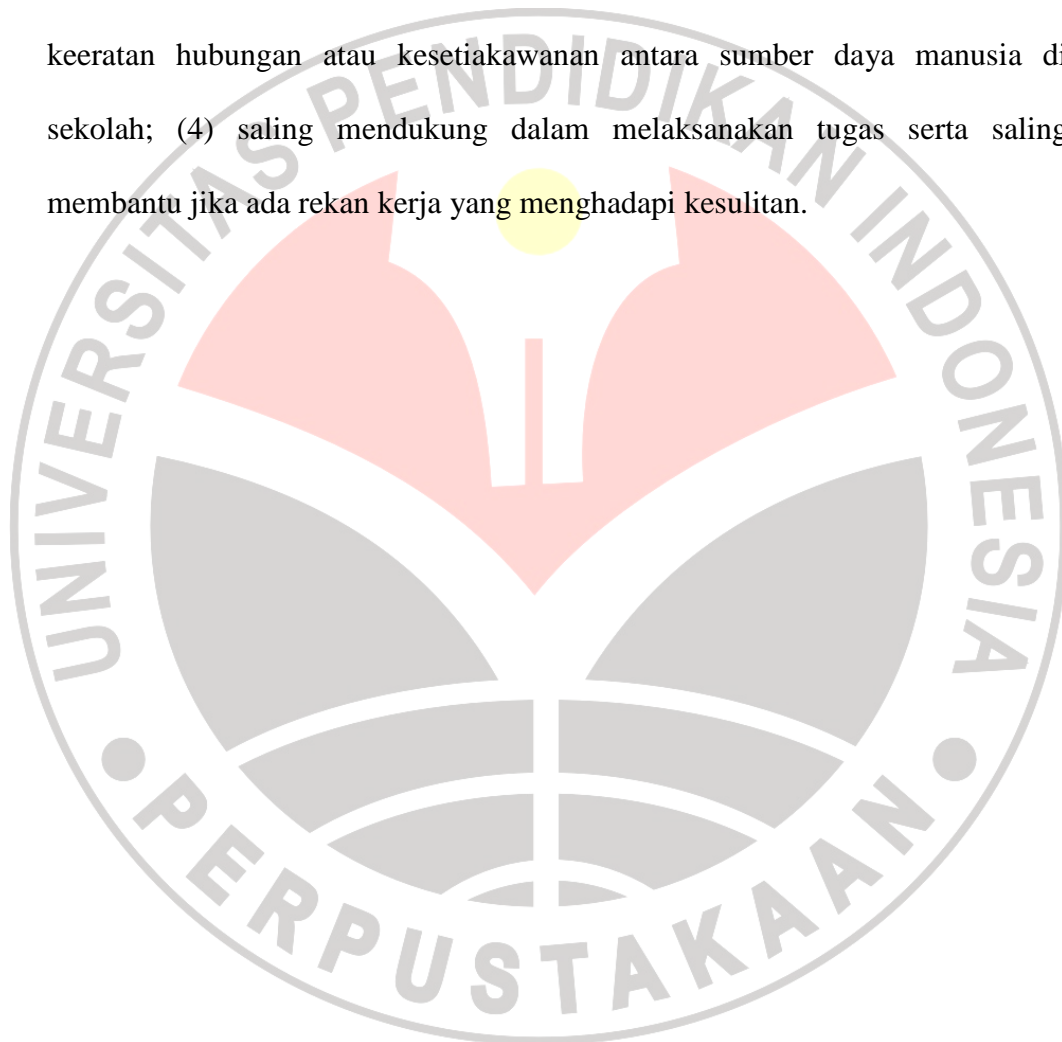 keeratan hubungan atau kesetiakawanan antara sumber daya manusia di
sekolah; (4) saling mendukung dalam melaksanakan tugas serta saling
membantu jika ada rekan kerja yang menghadapi kesulitan.
UNIVERSITAS PENDIDIKAN INDONESIA
PERPUSTAKAAN